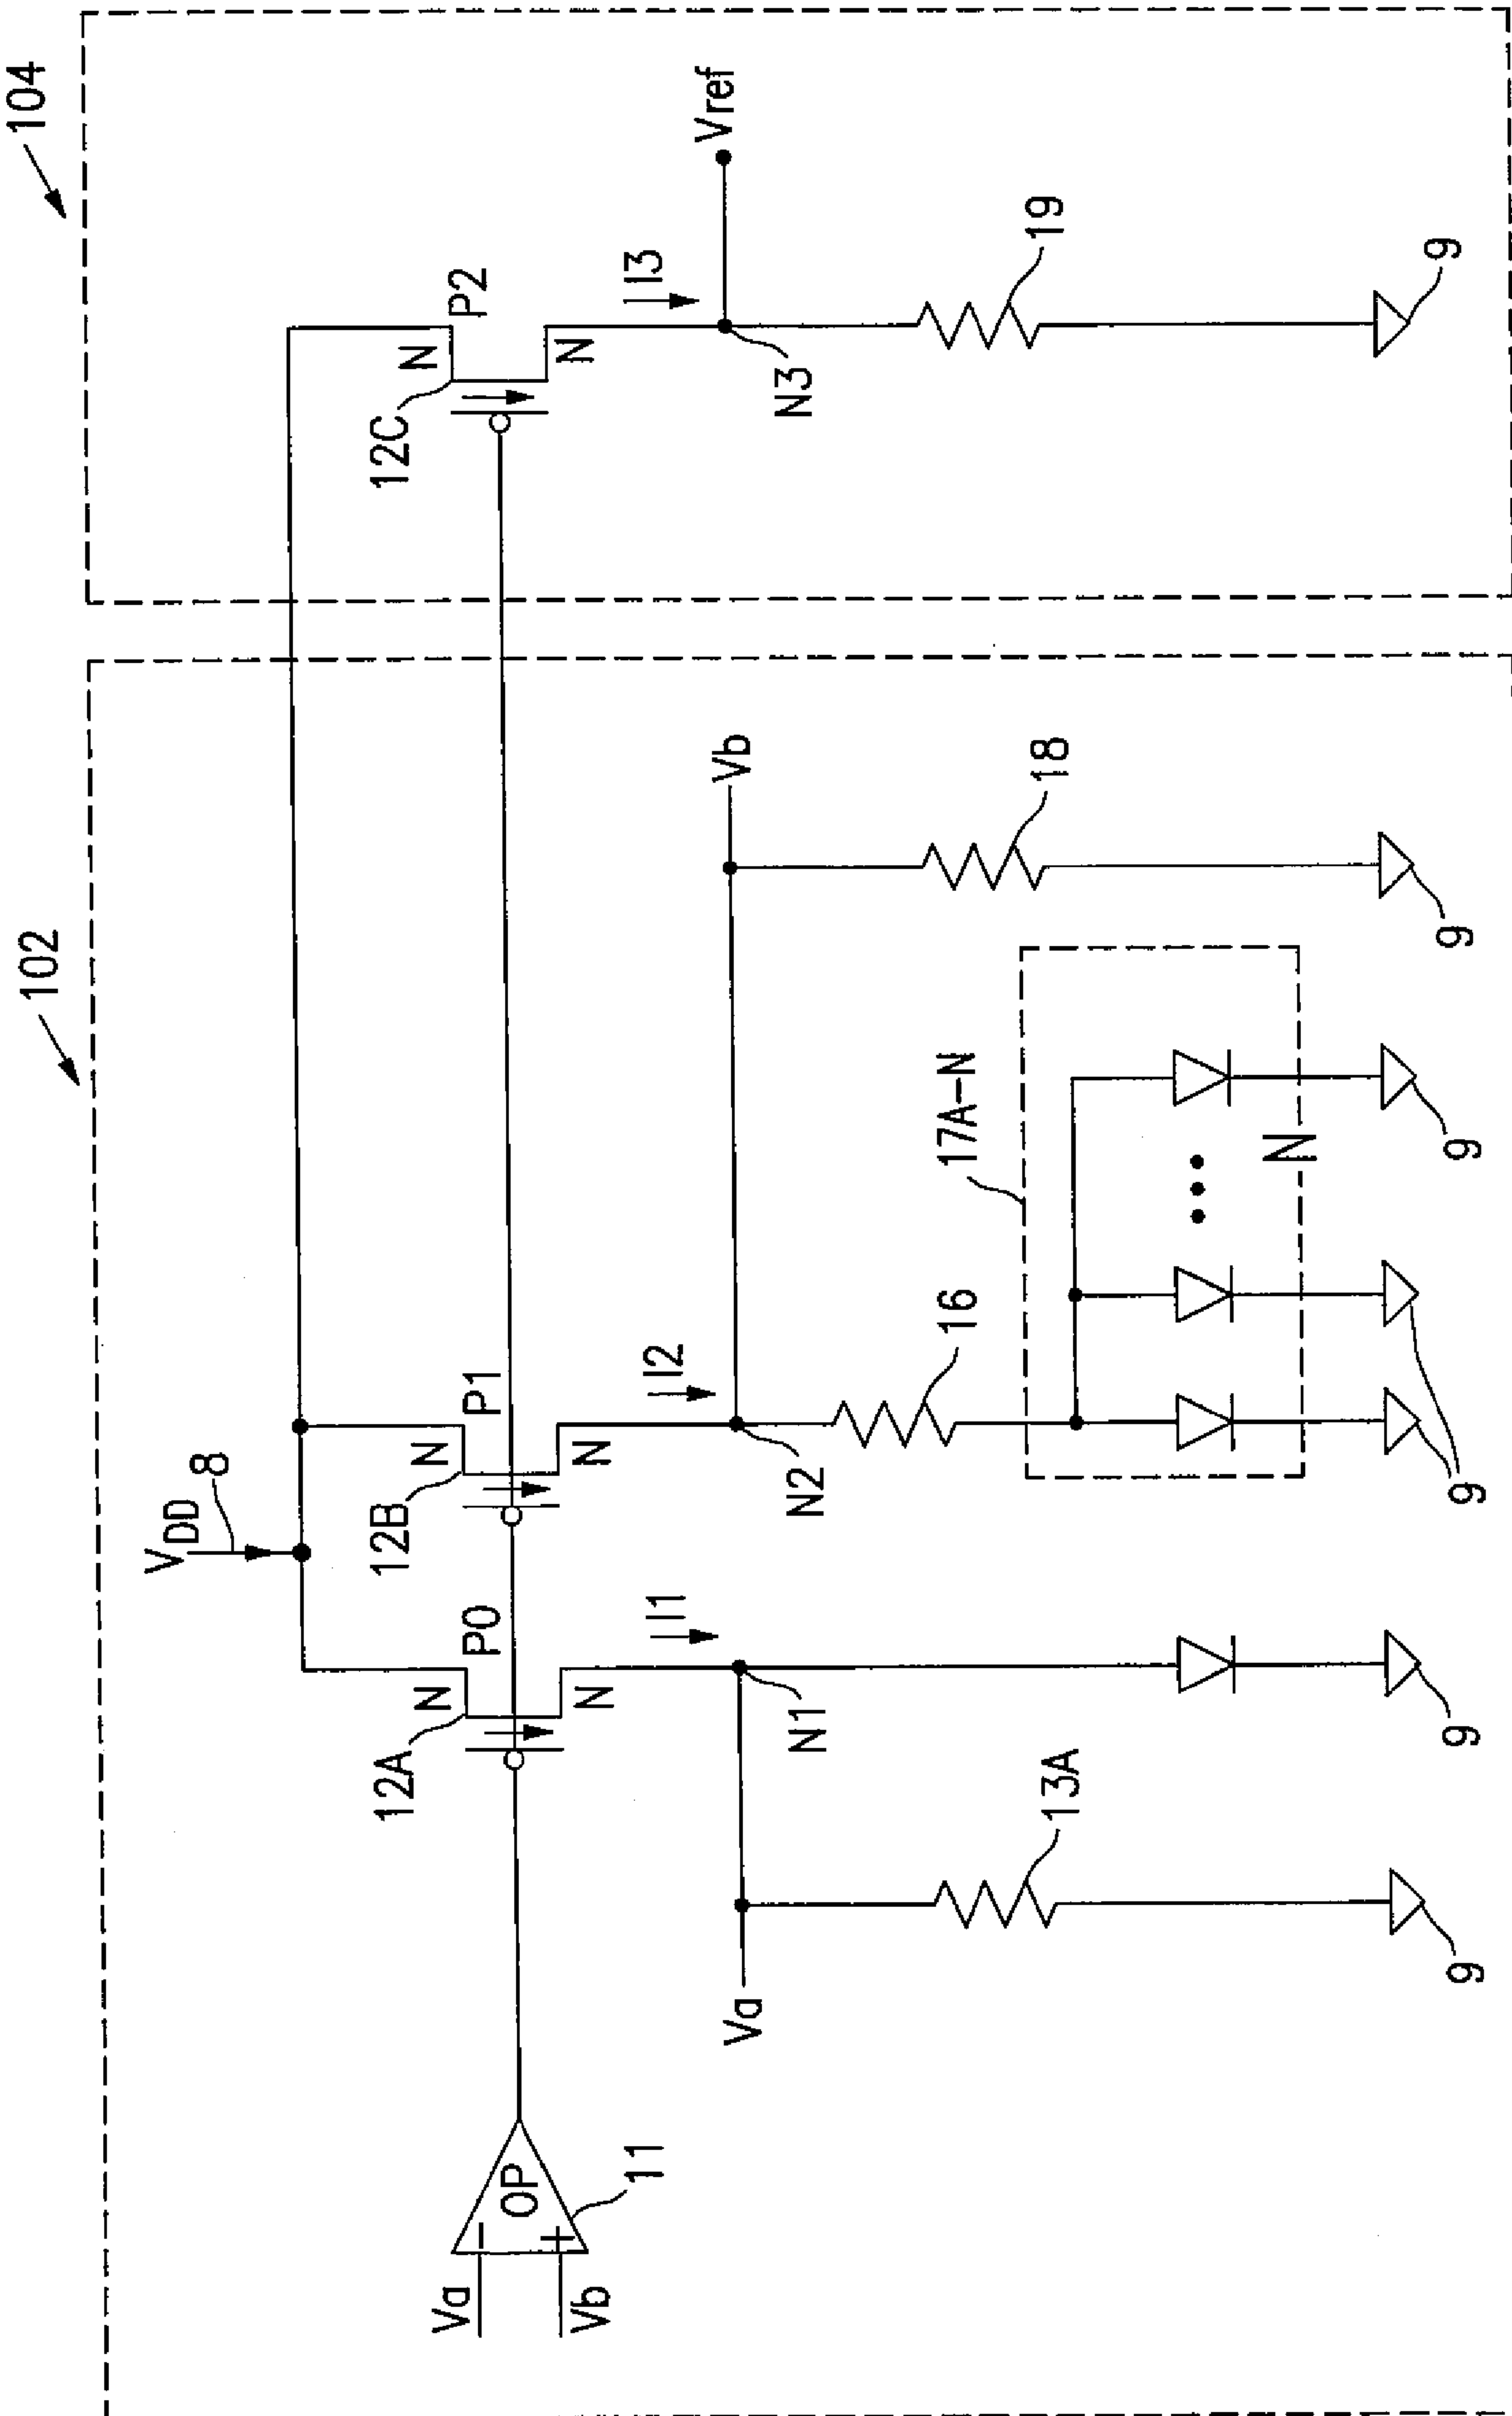 102
104
VDD
8
Va
Vb
OP
-
+
11
12A
N
P0
N
I1
12B
N
P1
N
I2
12C
N
P2
N
I3
Va
N1
N2
Vb
N3
Vref
13A
16
17A-N
N
18
19
9
9
9
9
9
9